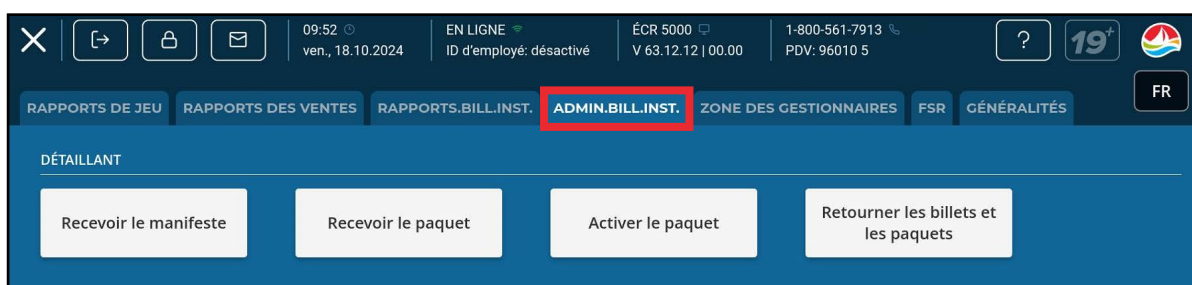 09:52
ven., 18.10.2024
EN LIGNE
ID d'employé: désactivé
ÉCR 5000
V 63.12.12 | 00.00
1-800-561-7913
PDV: 96010 5
?
19+
FR
RAPPORTS DE JEU
RAPPORTS DES VENTES
RAPPORTS.BILL.INST.
ADMIN.BILL.INST.
ZONE DES GESTIONNAIRES
FSR
GÉNÉRALITÉS
DÉTAILLANT
Recevoir le manifeste
Recevoir le paquet
Activer le paquet
Retourner les billets et
les paquets